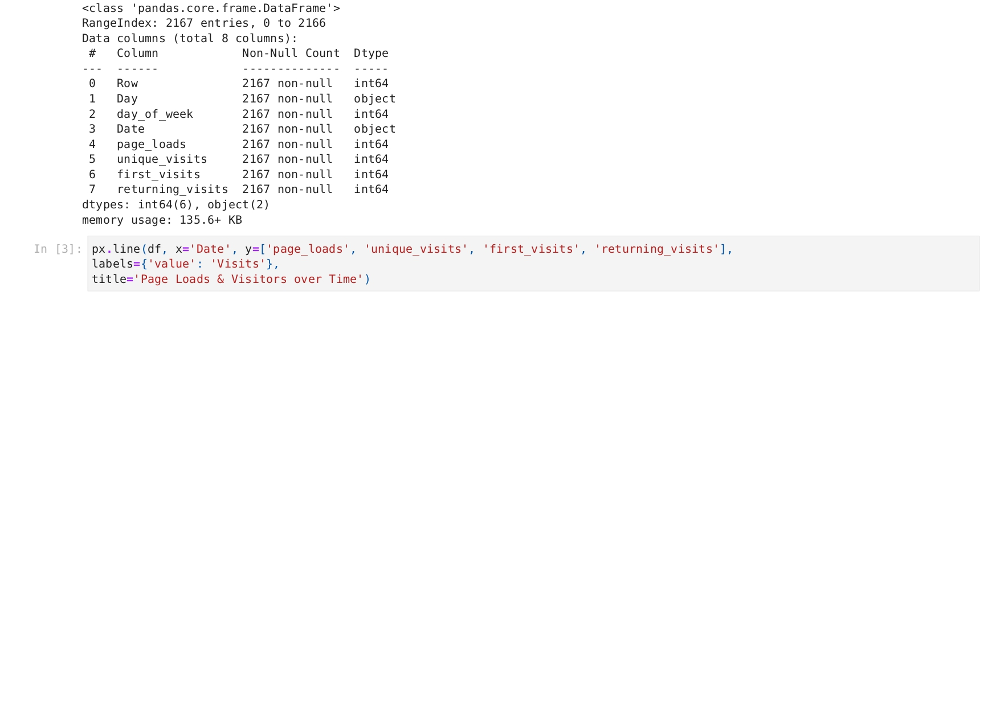 <class 'pandas.core.frame.DataFrame'>
RangeIndex: 2167 entries, 0 to 2166
Data columns (total 8 columns):
 #   Column            Non-Null Count  Dtype
---  ------            --------------  -----
 0   Row               2167 non-null   int64
 1   Day               2167 non-null   object
 2   day_of_week       2167 non-null   int64
 3   Date              2167 non-null   object
 4   page_loads        2167 non-null   int64
 5   unique_visits     2167 non-null   int64
 6   first_visits      2167 non-null   int64
 7   returning_visits  2167 non-null   int64
dtypes: int64(6), object(2)
memory usage: 135.6+ KB
In [3]: px.line(df, x='Date', y=['page_loads', 'unique_visits', 'first_visits', 'returning_visits'],
labels={'value': 'Visits'},
title='Page Loads & Visitors over Time')